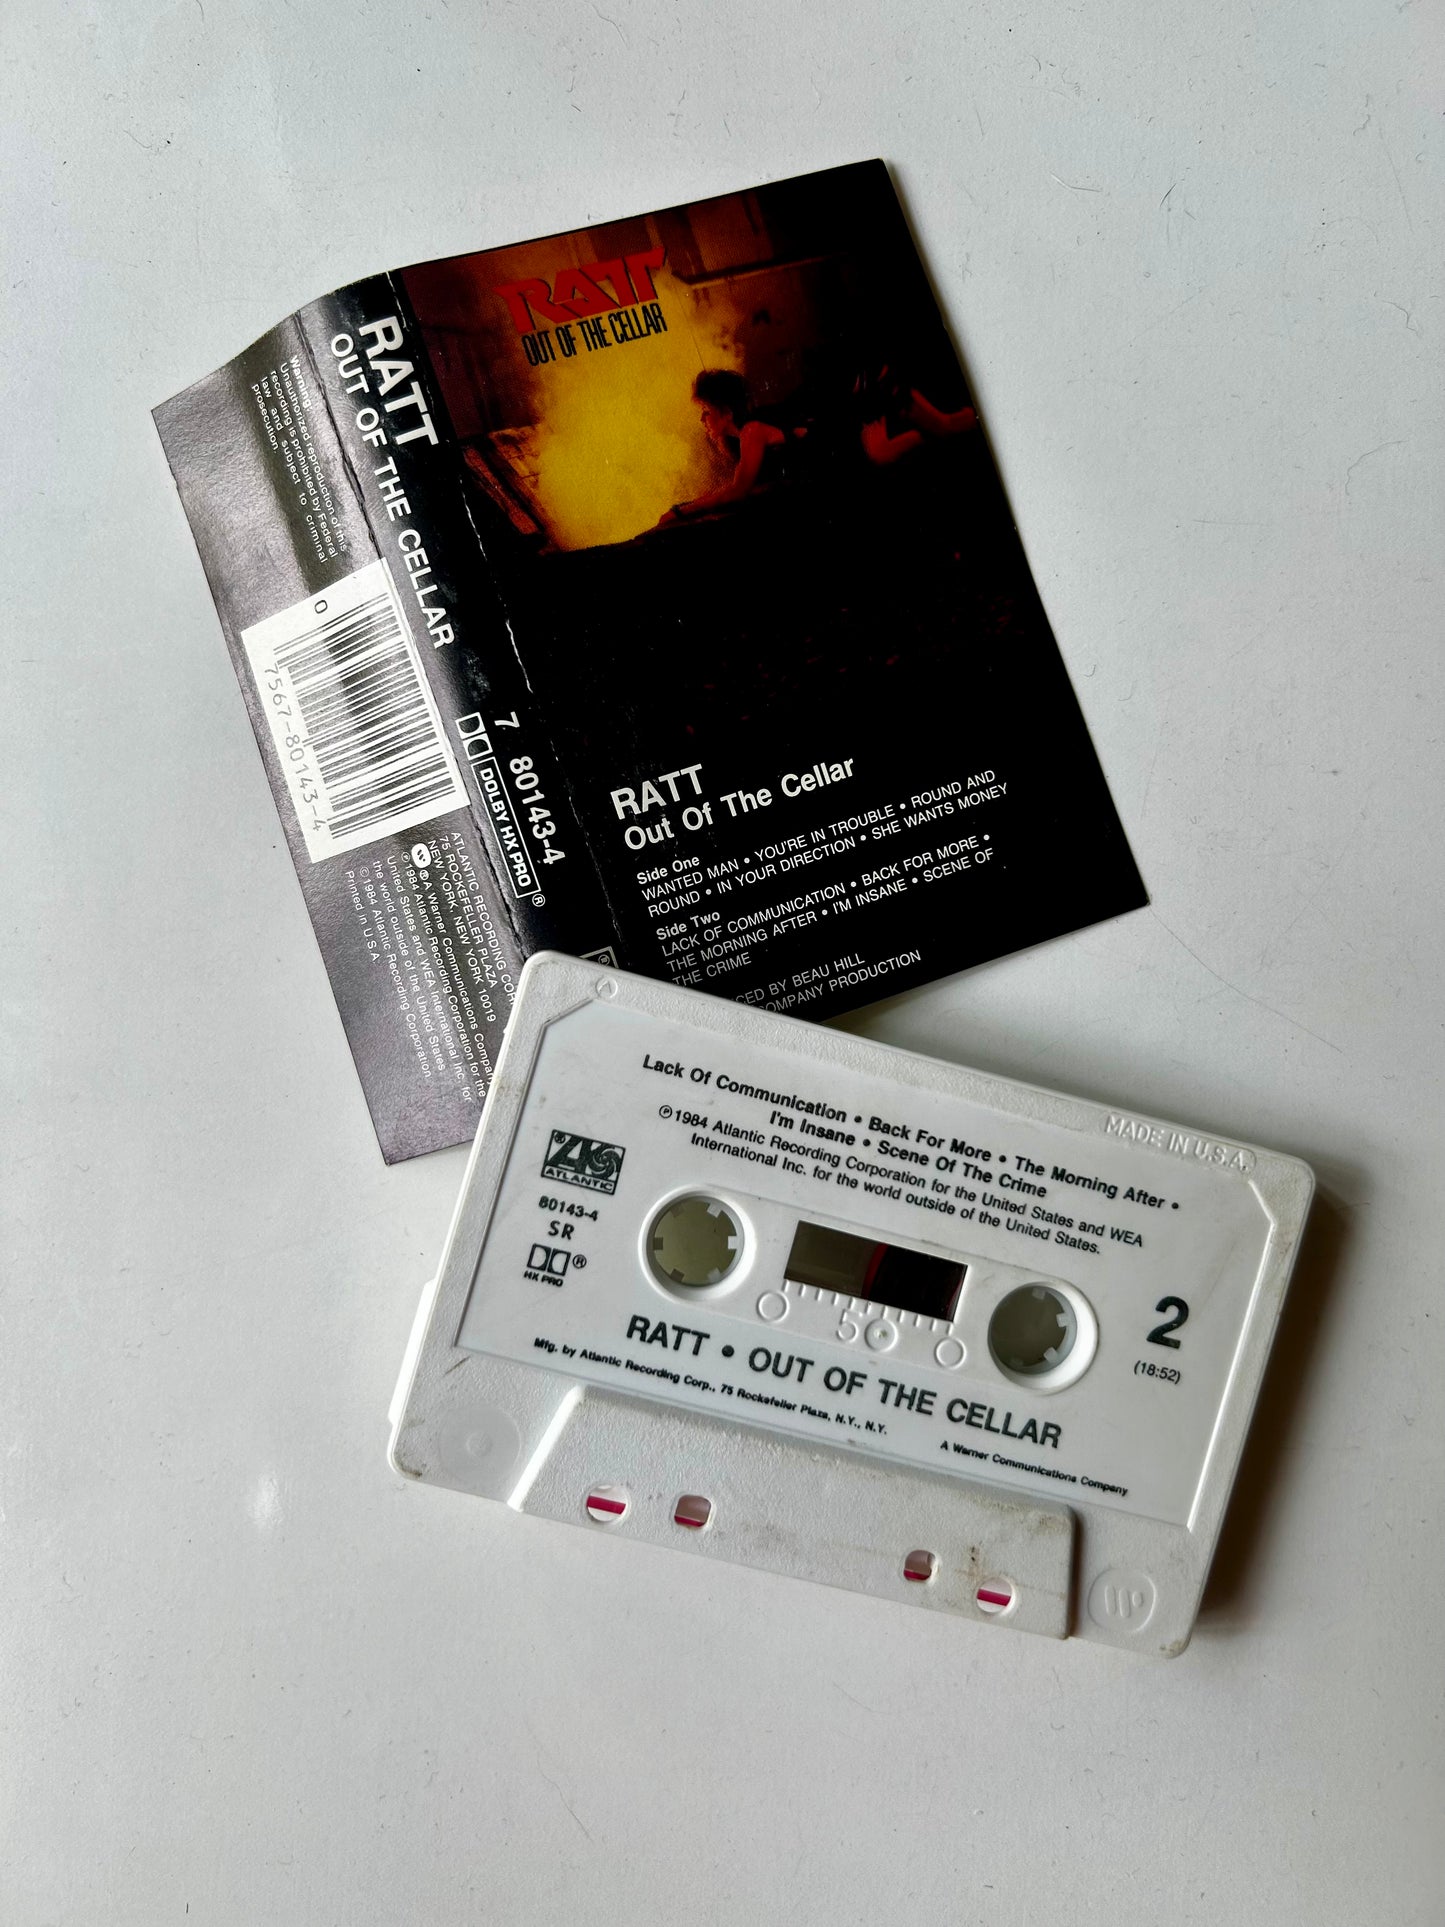 RATT
OUT OF THE CELLAR
RATT
OUT OF THE CELLAR
7 80143-4
DOLBY HX PRO ®
Warning:
Unauthorized reproduction of this
recording is prohibited by Federal
law and subject to criminal
prosecution.
0
7567-80143-4
ATLANTIC RECORDING CORP
75 ROCKEFELLER PLAZA
NEW YORK, NEW YORK 10019
A Warner Communications Company
℗ 1984 Atlantic Recording Corporation for the
United States and WEA International Inc. for
the world outside of the United States
© 1984 Atlantic Recording Corporation
Printed in U.S.A.
RATT
Out Of The Cellar
Side One
WANTED MAN • YOU'RE IN TROUBLE • ROUND AND
ROUND • IN YOUR DIRECTION • SHE WANTS MONEY
Side Two
LACK OF COMMUNICATION • BACK FOR MORE •
THE MORNING AFTER • I'M INSANE • SCENE OF
THE CRIME
BY BEAU HILL
COMPANY PRODUCTION
MADE IN U.S.A.
Lack Of Communication • Back For More • The Morning After •
I'm Insane • Scene Of The Crime
℗ 1984 Atlantic Recording Corporation for the United States and WEA
International Inc. for the world outside of the United States.
® ATLANTIC
80143-4
SR
®
HX PRO
50
2
(18:52)
RATT • OUT OF THE CELLAR
Mfg. by Atlantic Recording Corp., 75 Rockefeller Plaza, N.Y., N.Y.
A Warner Communications Company